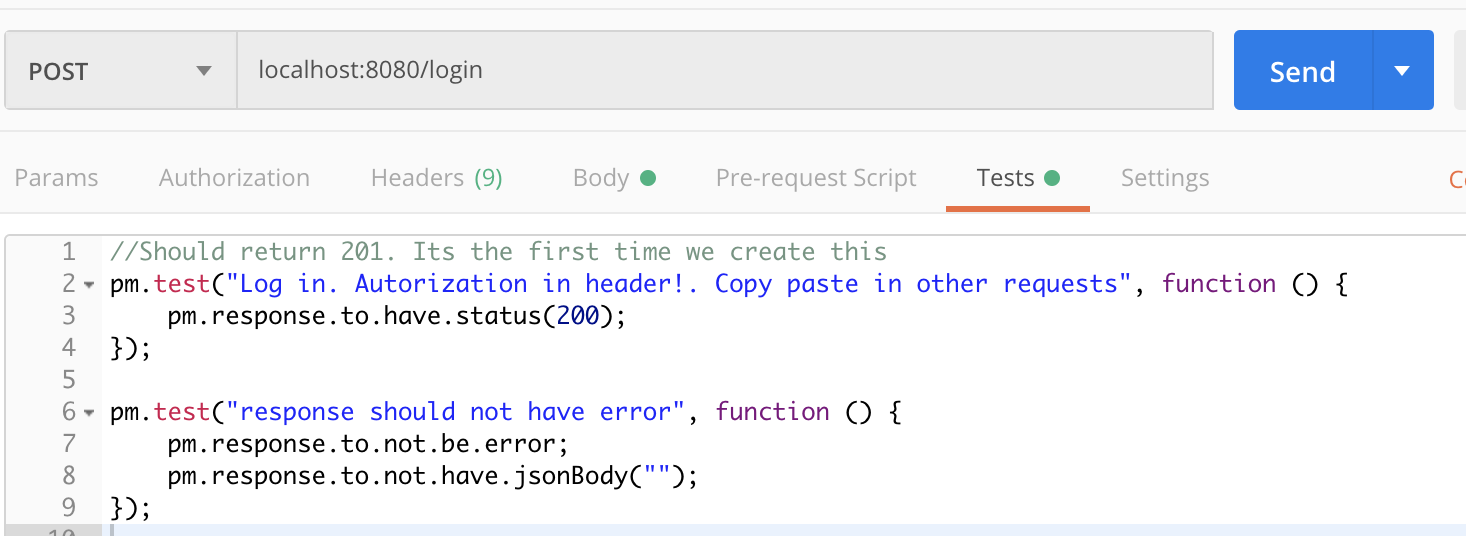 POST localhost:8080/login Send
Params Authorization Headers (9) Body Pre-request Script Tests Settings
1 //Should return 201. Its the first time we create this
2 pm.test("Log in. Autorization in header!. Copy paste in other requests", function () {
3 pm.response.to.have.status(200);
4 });
5
6 pm.test("response should not have error", function () {
7 pm.response.to.not.be.error;
8 pm.response.to.not.have.jsonBody("");
9 });
10